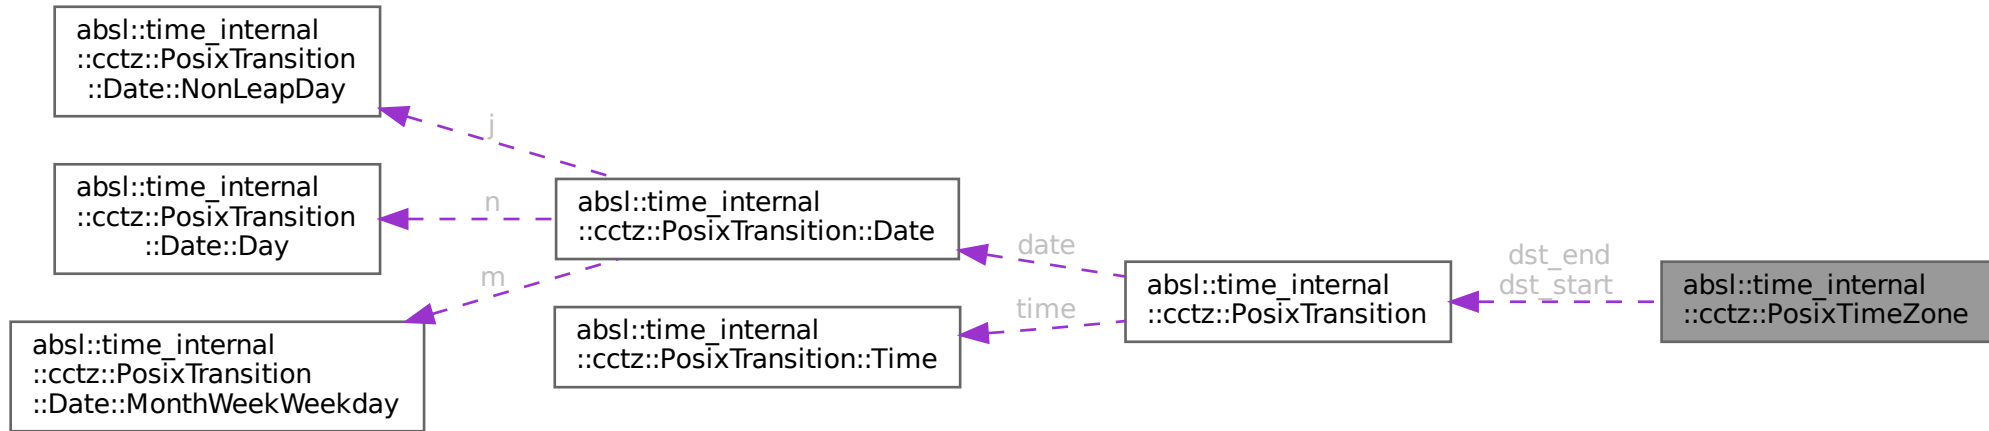 absl::time_internal
::cctz::PosixTransition
::Date::NonLeapDay
j
absl::time_internal
::cctz::PosixTransition
::Date::Day
n
absl::time_internal
::cctz::PosixTransition
::Date::MonthWeekWeekday
m
absl::time_internal
::cctz::PosixTransition::Date
date
absl::time_internal
::cctz::PosixTransition::Time
time
absl::time_internal
::cctz::PosixTransition
dst_end
dst_start
absl::time_internal
::cctz::PosixTimeZone